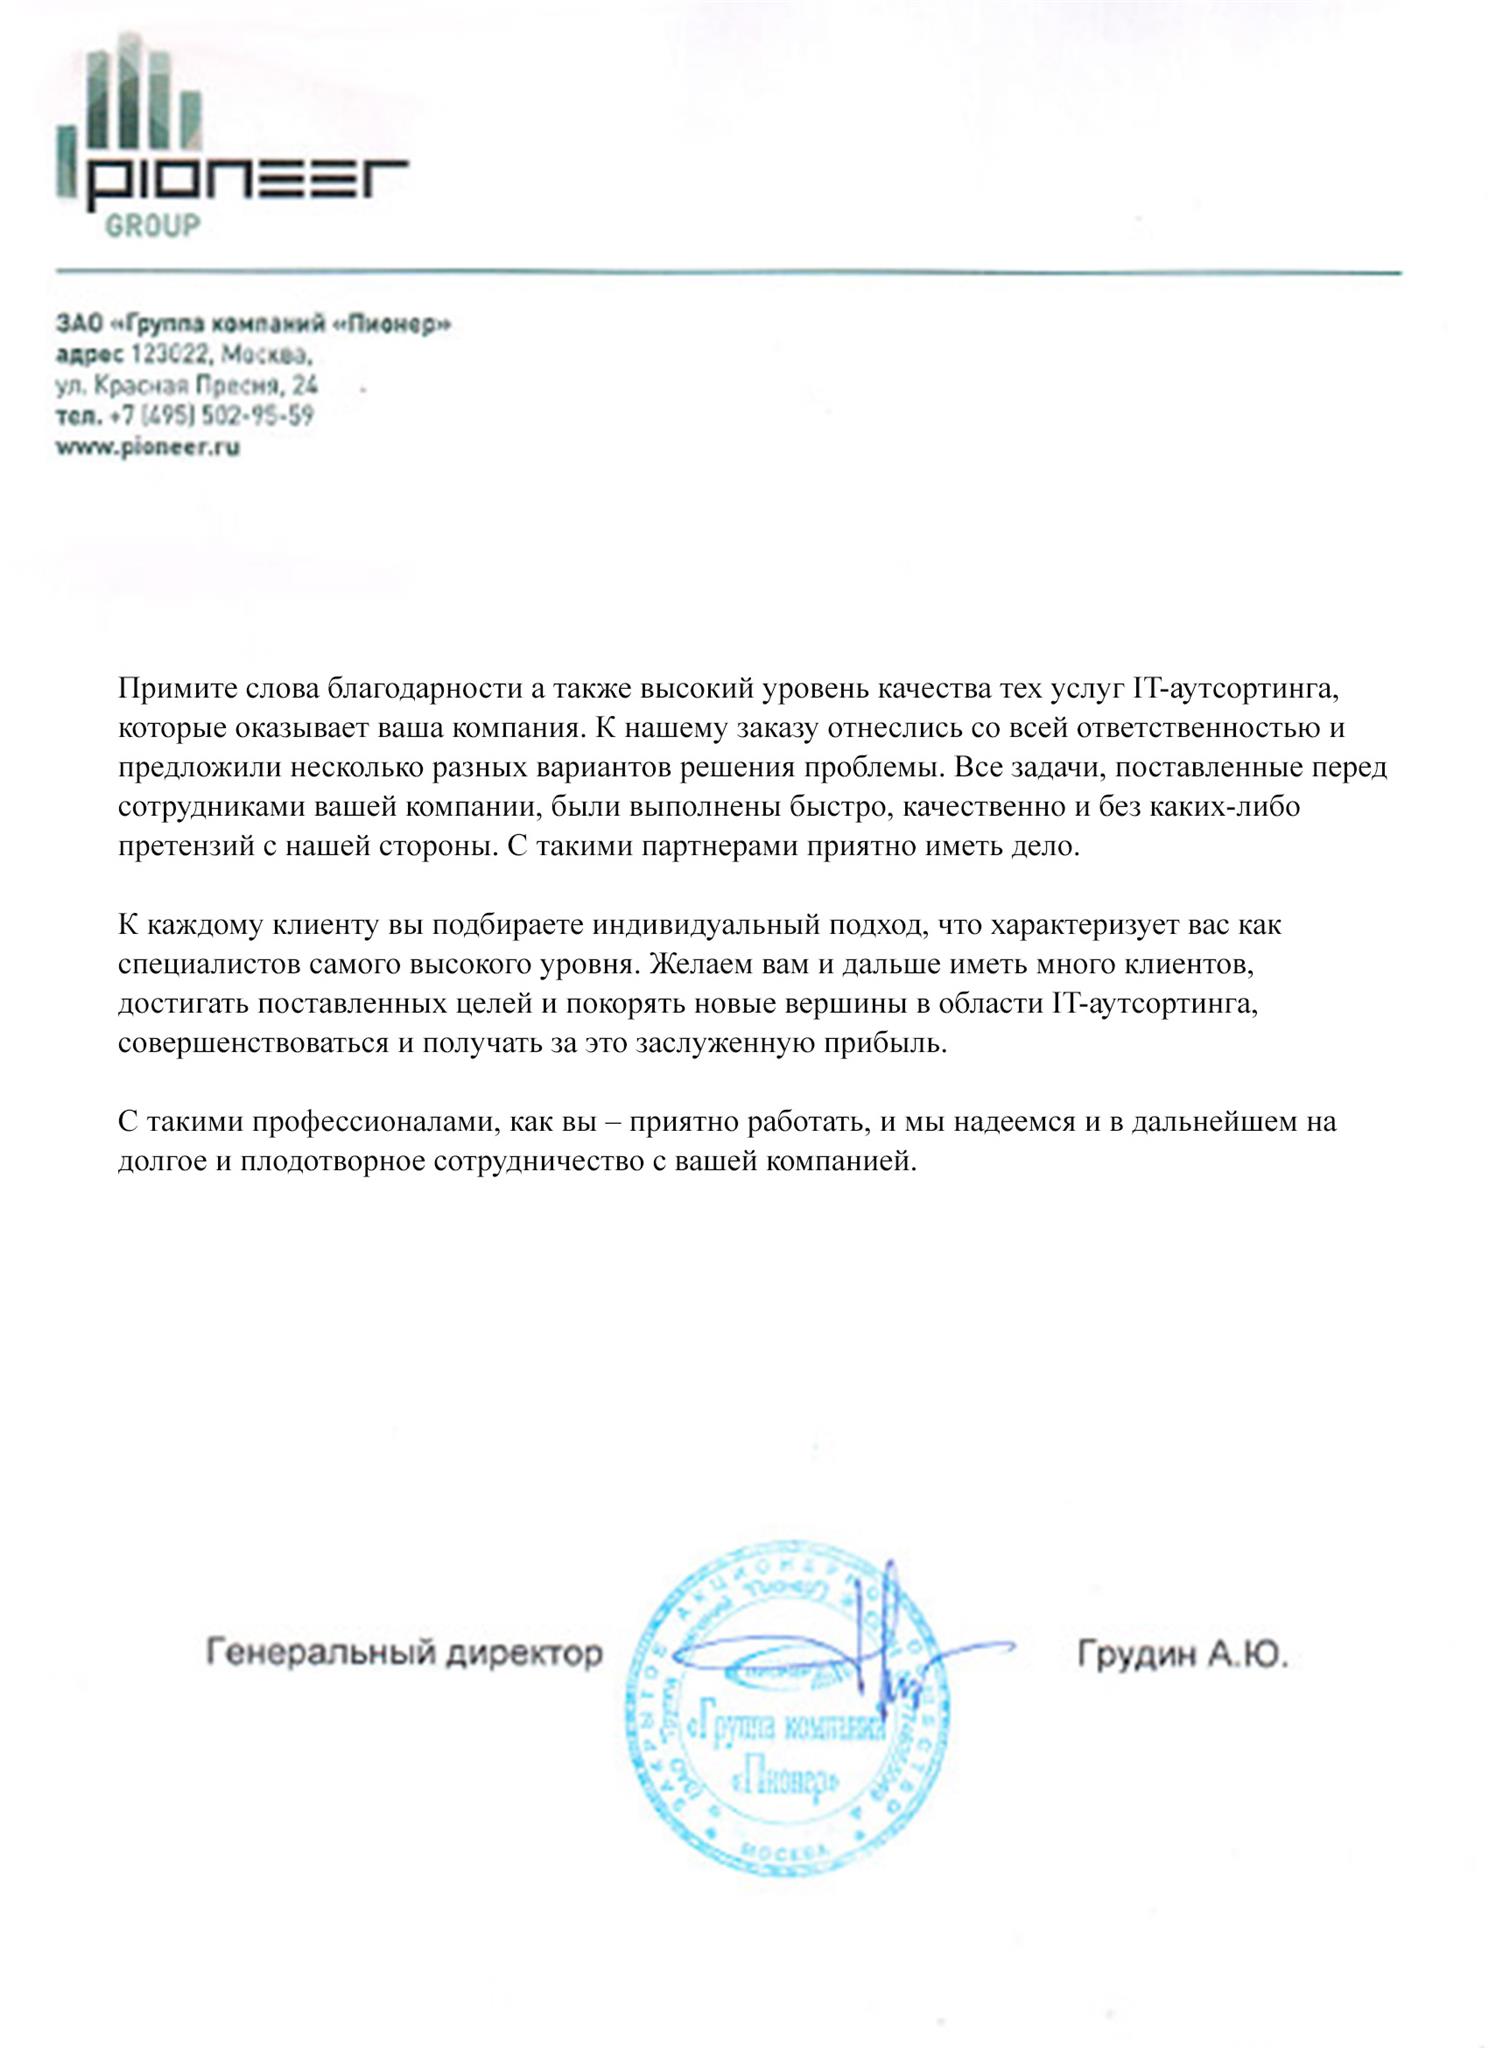 pioneer
GROUP
ЗАО «Группа компаний «Пионер»
адрес 123022, Москва,
ул. Красная Пресня, 24
тел. +7 (495) 502-95-59
www.pioneer.ru
Примите слова благодарности а также высокий уровень качества тех услуг IT-аутсортинга,
которые оказывает ваша компания. К нашему заказу отнеслись со всей ответственностью и
предложили несколько разных вариантов решения проблемы. Все задачи, поставленные перед
сотрудниками вашей компании, были выполнены быстро, качественно и без каких-либо
претензий с нашей стороны. С такими партнерами приятно иметь дело.
К каждому клиенту вы подбираете индивидуальный подход, что характеризует вас как
специалистов самого высокого уровня. Желаем вам и дальше иметь много клиентов,
достигать поставленных целей и покорять новые вершины в области IT-аутсортинга,
совершенствоваться и получать за это заслуженную прибыль.
С такими профессионалами, как вы – приятно работать, и мы надеемся и в дальнейшем на
долгое и плодотворное сотрудничество с вашей компанией.
Генеральный директор
Грудин А.Ю.
ЗАКРЫТОЕ АКЦИОНЕРНОЕ ОБЩЕСТВО
«Группа компаний
«Пионер»
МОСКВА